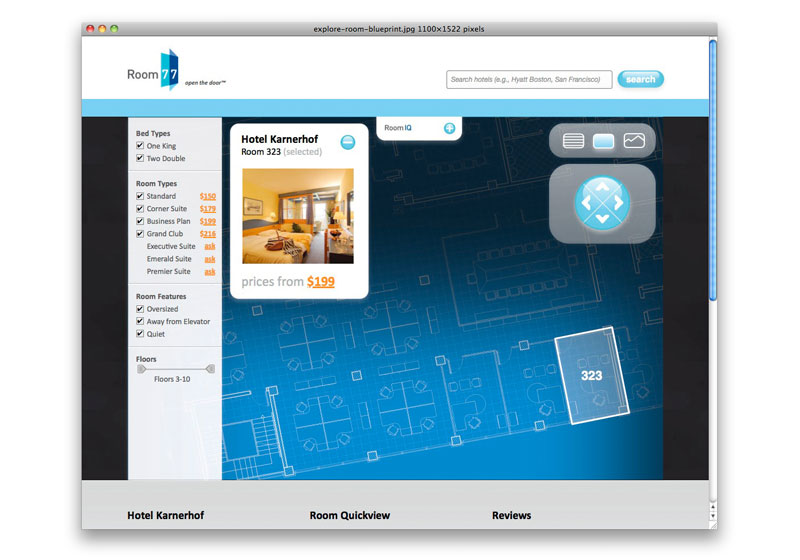 explore-room-blueprint.jpg 1100×1522 pixels
Room 77
open the door™
Search hotels (e.g., Hyatt Boston, San Francisco)
search
Bed Types
One King
Two Double
Room Types
Standard $150
Corner Suite $179
Business Plan $199
Grand Club $216
Executive Suite ask
Emerald Suite ask
Premier Suite ask
Room Features
Oversized
Away from Elevator
Quiet
Floors
Floors 3-10
Hotel Karnerhof
Room 323 (selected)
prices from $199
Room IQ
323
Hotel Karnerhof
Room Quickview
Reviews